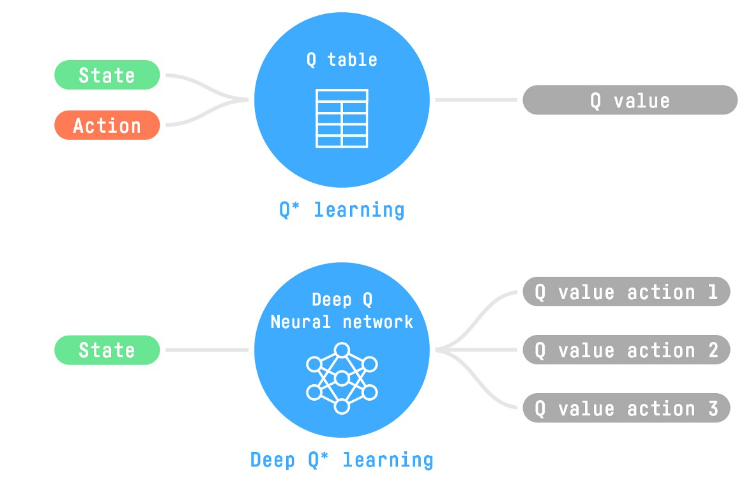 Q table
State
Action
Q value
Q* learning
Deep Q
Neural network
State
Q value action 1
Q value action 2
Q value action 3
Deep Q* learning